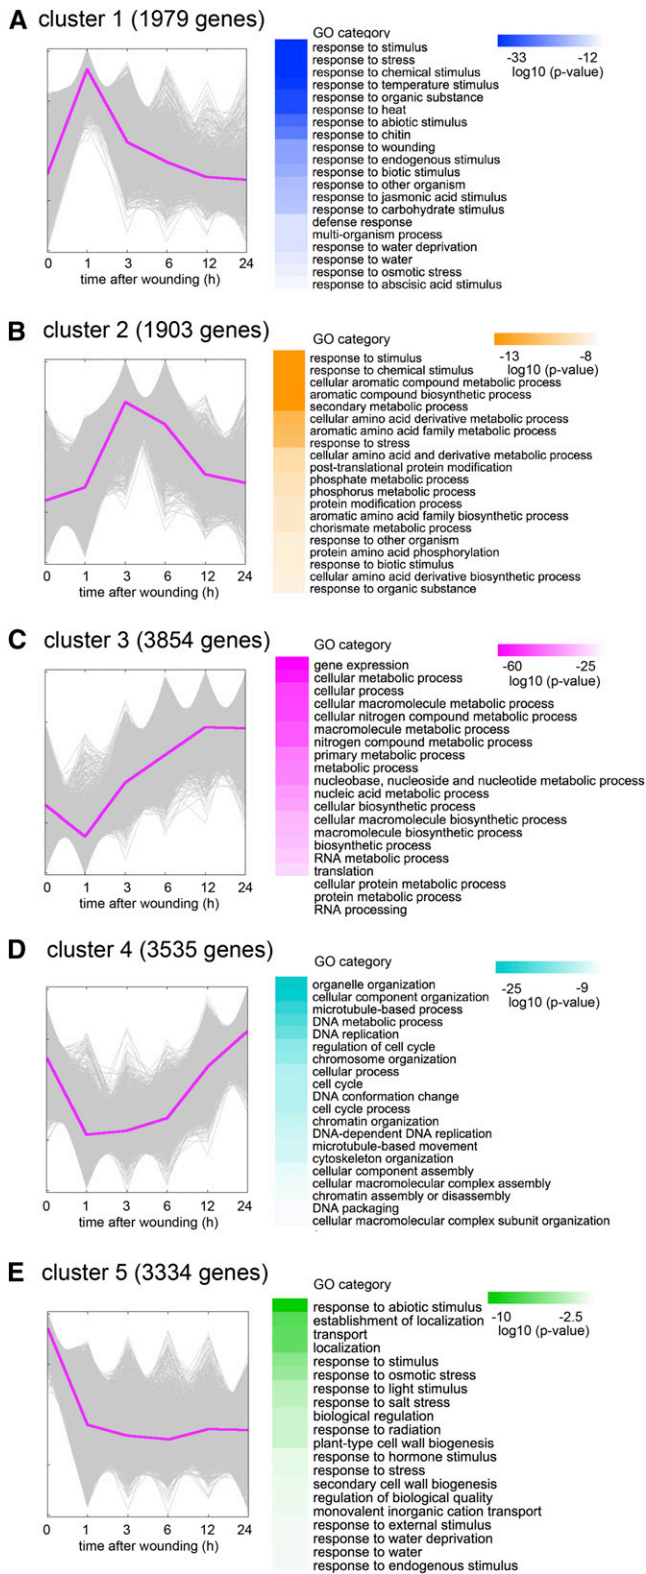 A cluster 1 (1979 genes)
GO category
-33 -12
log10 (p-value)
response to stimulus
response to stress
response to chemical stimulus
response to temperature stimulus
response to organic substance
response to heat
response to abiotic stimulus
response to chitin
response to wounding
response to endogenous stimulus
response to biotic stimulus
response to other organism
response to jasmonic acid stimulus
response to carbohydrate stimulus
defense response
multi-organism process
response to water deprivation
response to water
response to osmotic stress
response to abscisic acid stimulus
0 1 3 6 12 24
time after wounding (h)
B cluster 2 (1903 genes)
GO category
-13 -8
log10 (p-value)
response to stimulus
response to chemical stimulus
cellular aromatic compound metabolic process
aromatic compound biosynthetic process
secondary metabolic process
cellular amino acid derivative metabolic process
aromatic amino acid family metabolic process
response to stress
cellular amino acid and derivative metabolic process
post-translational protein modification
phosphate metabolic process
phosphorus metabolic process
protein modification process
aromatic amino acid family biosynthetic process
chorismate metabolic process
response to other organism
protein amino acid phosphorylation
response to biotic stimulus
cellular amino acid derivative biosynthetic process
response to organic substance
0 1 3 6 12 24
time after wounding (h)
C cluster 3 (3854 genes)
GO category
-60 -25
log10 (p-value)
gene expression
cellular metabolic process
cellular process
cellular macromolecule metabolic process
cellular nitrogen compound metabolic process
macromolecule metabolic process
nitrogen compound metabolic process
primary metabolic process
metabolic process
nucleobase, nucleoside and nucleotide metabolic process
nucleic acid metabolic process
cellular biosynthetic process
cellular macromolecule biosynthetic process
macromolecule biosynthetic process
biosynthetic process
RNA metabolic process
translation
cellular protein metabolic process
protein metabolic process
RNA processing
0 1 3 6 12 24
time after wounding (h)
D cluster 4 (3535 genes)
GO category
-25 -9
log10 (p-value)
organelle organization
cellular component organization
microtubule-based process
DNA metabolic process
DNA replication
regulation of cell cycle
chromosome organization
cellular process
cell cycle
DNA conformation change
cell cycle process
chromatin organization
DNA-dependent DNA replication
microtubule-based movement
cytoskeleton organization
cellular component assembly
cellular macromolecular complex assembly
chromatin assembly or disassembly
DNA packaging
cellular macromolecular complex subunit organization
0 1 3 6 12 24
time after wounding (h)
E cluster 5 (3334 genes)
GO category
-10 -2.5
log10 (p-value)
response to abiotic stimulus
establishment of localization
transport
localization
response to stimulus
response to osmotic stress
response to light stimulus
response to salt stress
biological regulation
response to radiation
plant-type cell wall biogenesis
response to hormone stimulus
response to stress
secondary cell wall biogenesis
regulation of biological quality
monovalent inorganic cation transport
response to external stimulus
response to water deprivation
response to water
response to endogenous stimulus
0 1 3 6 12 24
time after wounding (h)